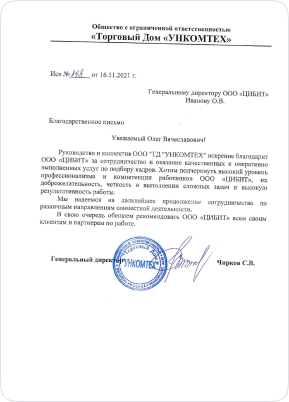 Общество с ограниченной ответственностью
«Торговый Дом «УНКОМТЕХ»
Исх № от 16.11.2021 г.
Генеральному директору ООО «ЦИБИТ»
Иванову О.В.
Благодарственное письмо
Уважаемый Олег Вячеславович!
Руководство и коллектив ООО "ТД "УНКОМТЕХ" искренне благодарит
ООО «ЦИБИТ» за сотрудничество и оказание качественных и оперативно
выполненных услуг по подбору кадров. Хотим подчеркнуть высокий уровень
профессионализма и компетенции работников ООО «ЦИБИТ», их
доброжелательность, четкость в выполнении сложных задач и высокую
результативность работы.
Мы надеемся на дальнейшее продолжение сотрудничества по
различным направлениям совместной деятельности.
В свою очередь обещаем рекомендовать ООО «ЦИБИТ» всем своим
клиентам и партнерам по работе.
Генеральный директор
УНКОМТЕХ
Чирков С.В.